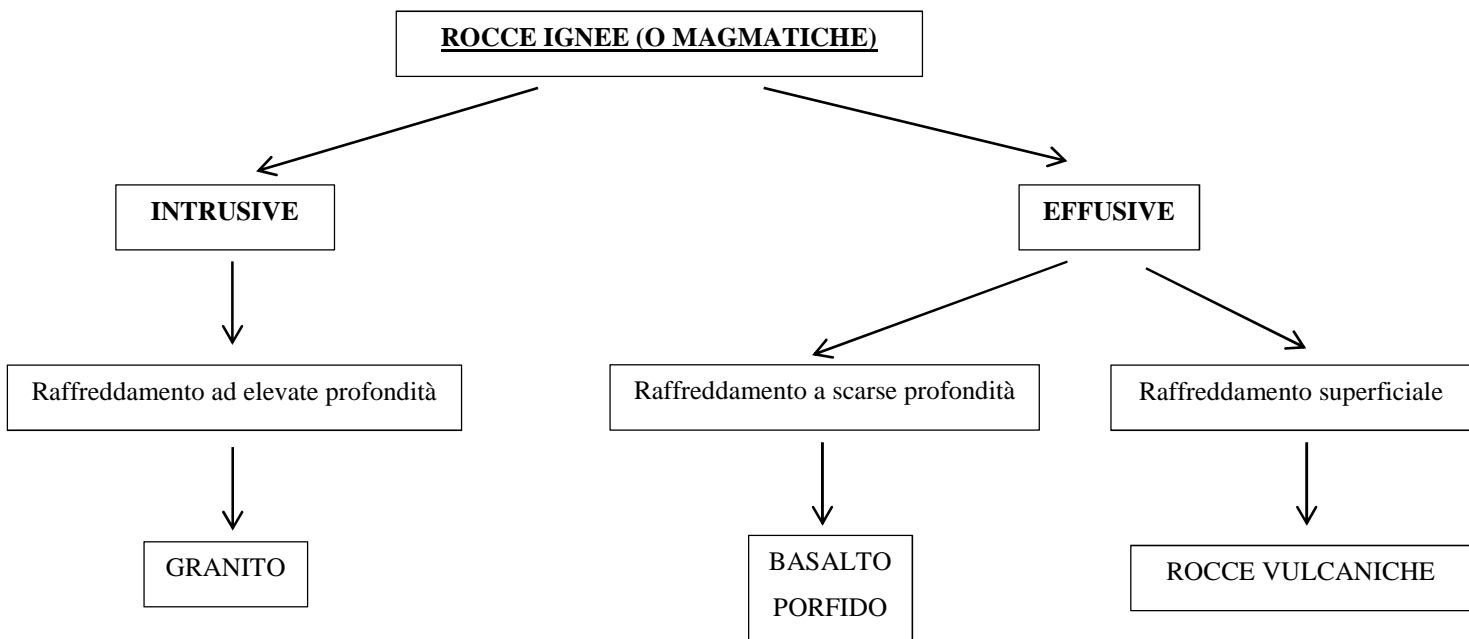 ROCCE IGNEE (O MAGMATICHE)
INTRUSIVE
EFFUSIVE
Raffreddamento ad elevate profondità
Raffreddamento a scarse profondità
Raffreddamento superficiale
GRANITO
BASALTO
PORFIDO
ROCCE VULCANICHE